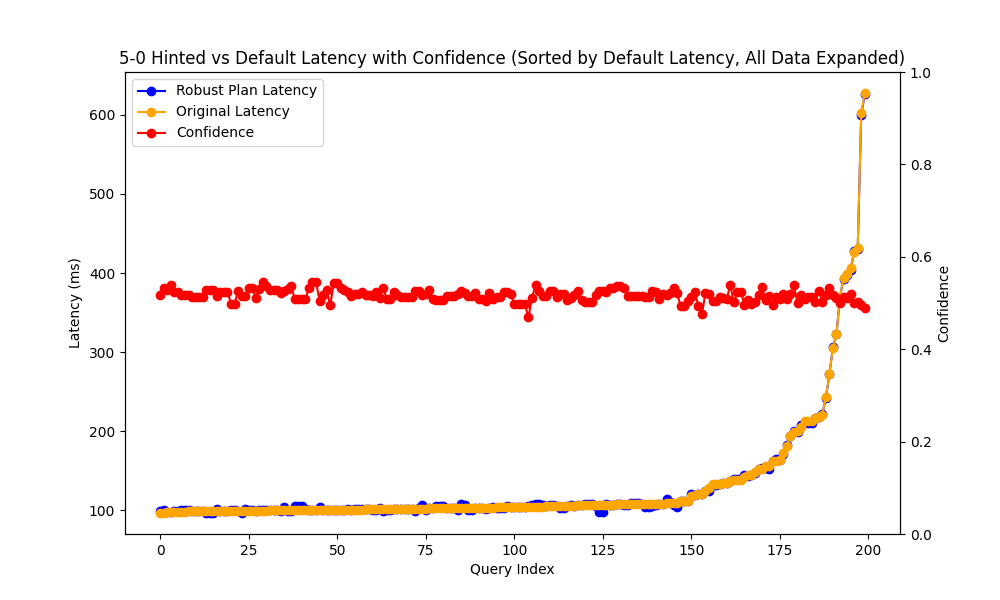 5-0 Hinted vs Default Latency with Confidence (Sorted by Default Latency, All Data Expanded)
Robust Plan Latency
Original Latency
Confidence
600
500
400
300
200
100
Latency (ms)
1.0
0.8
0.6
0.4
0.2
0.0
Confidence
0 25 50 75 100 125 150 175 200
Query Index